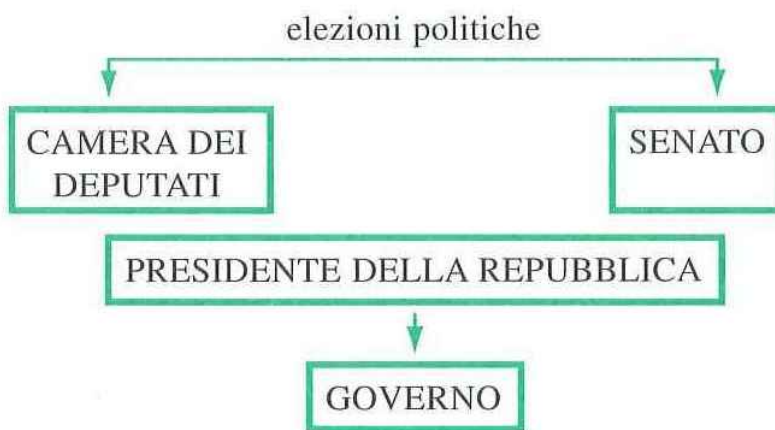 elezioni politiche
CAMERA DEI
DEPUTATI
SENATO
PRESIDENTE DELLA REPUBBLICA
GOVERNO